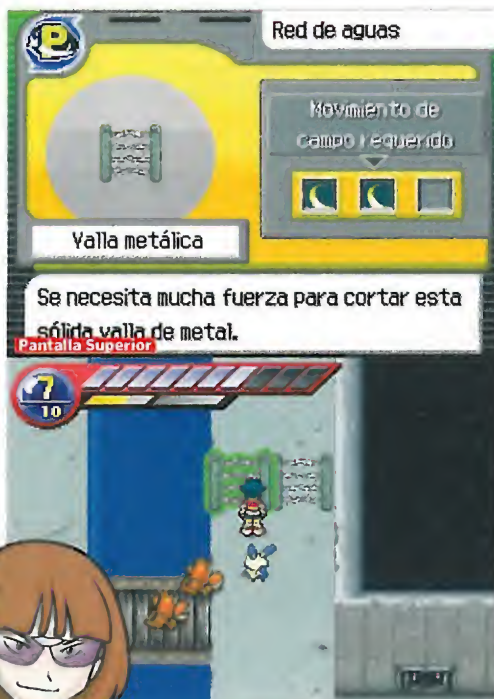 P
Red de aguas
Movimiento de
campo requerido
Valla metálica
Se necesita mucha fuerza para cortar esta
sólida valla de metal.
Pantalla Superior
7
10